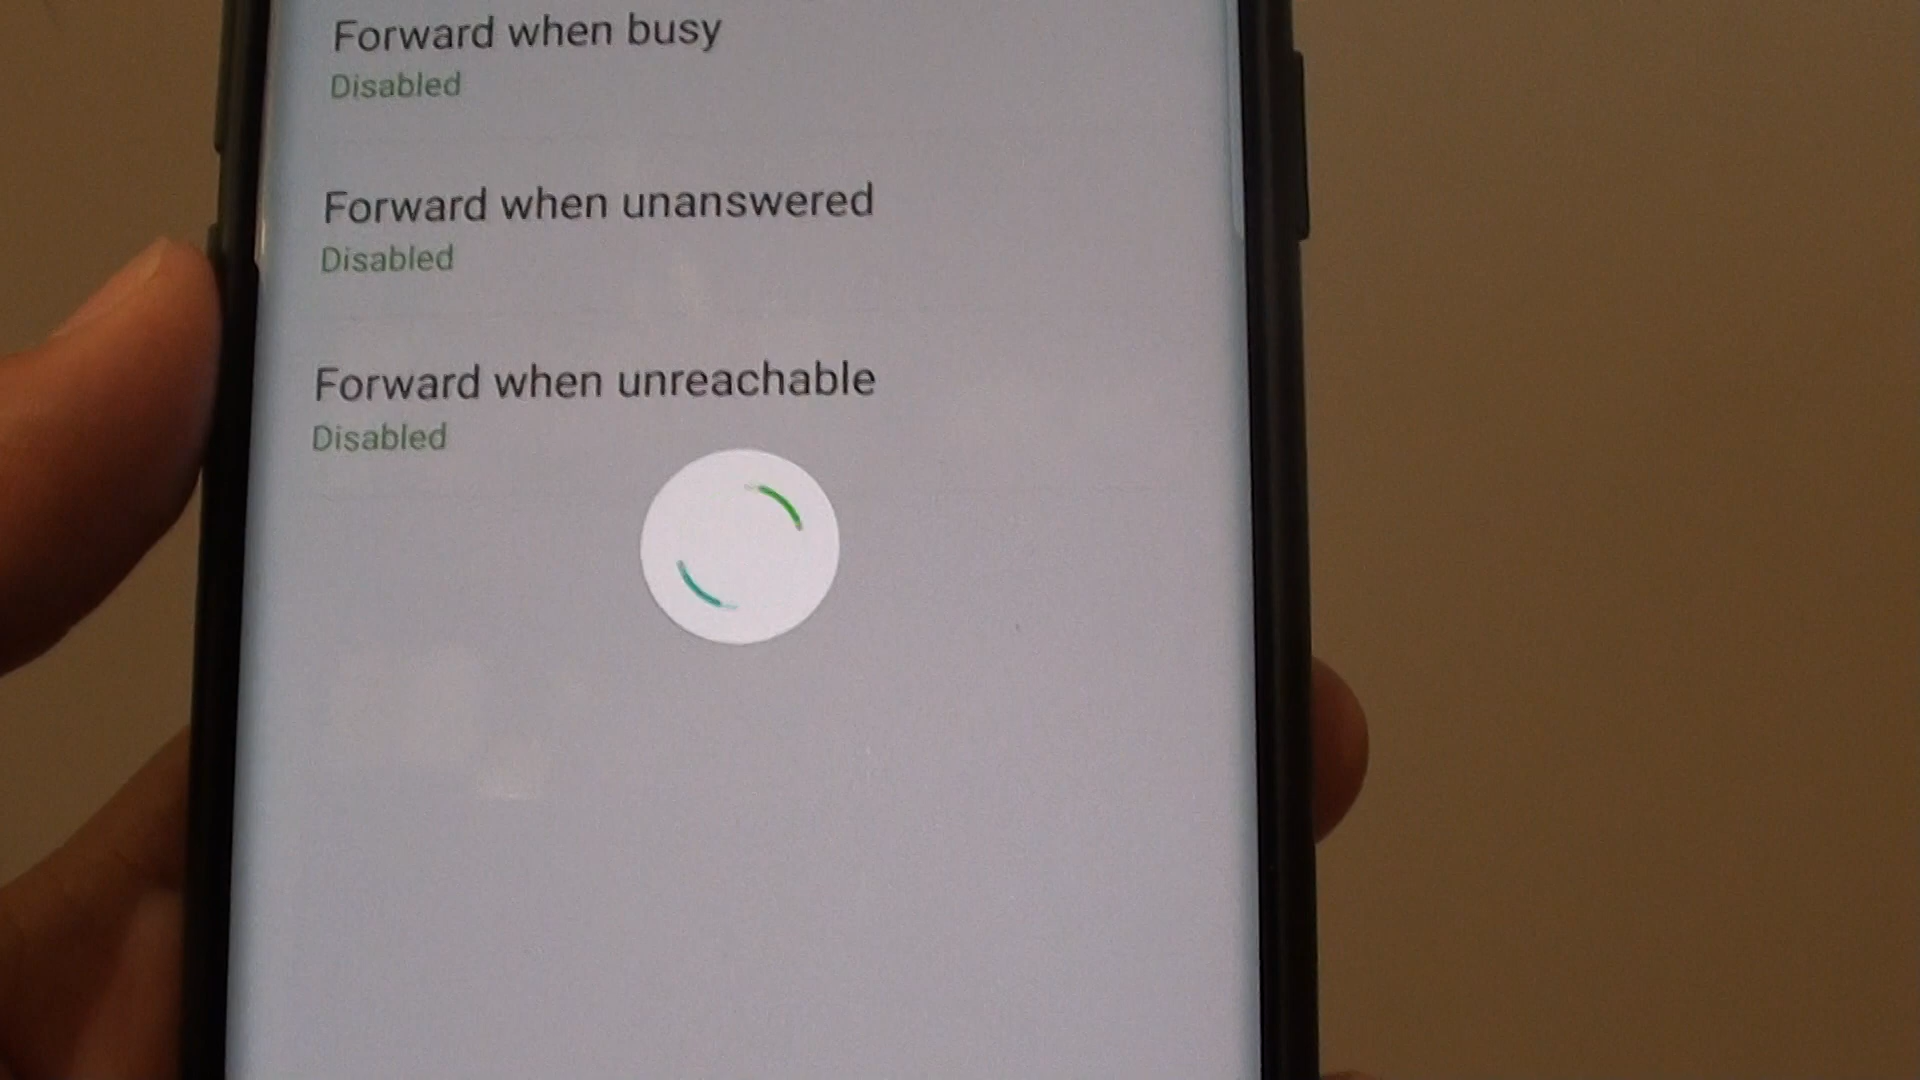 Forward when busy
Disabled
Forward when unanswered
Disabled
Forward when unreachable
Disabled